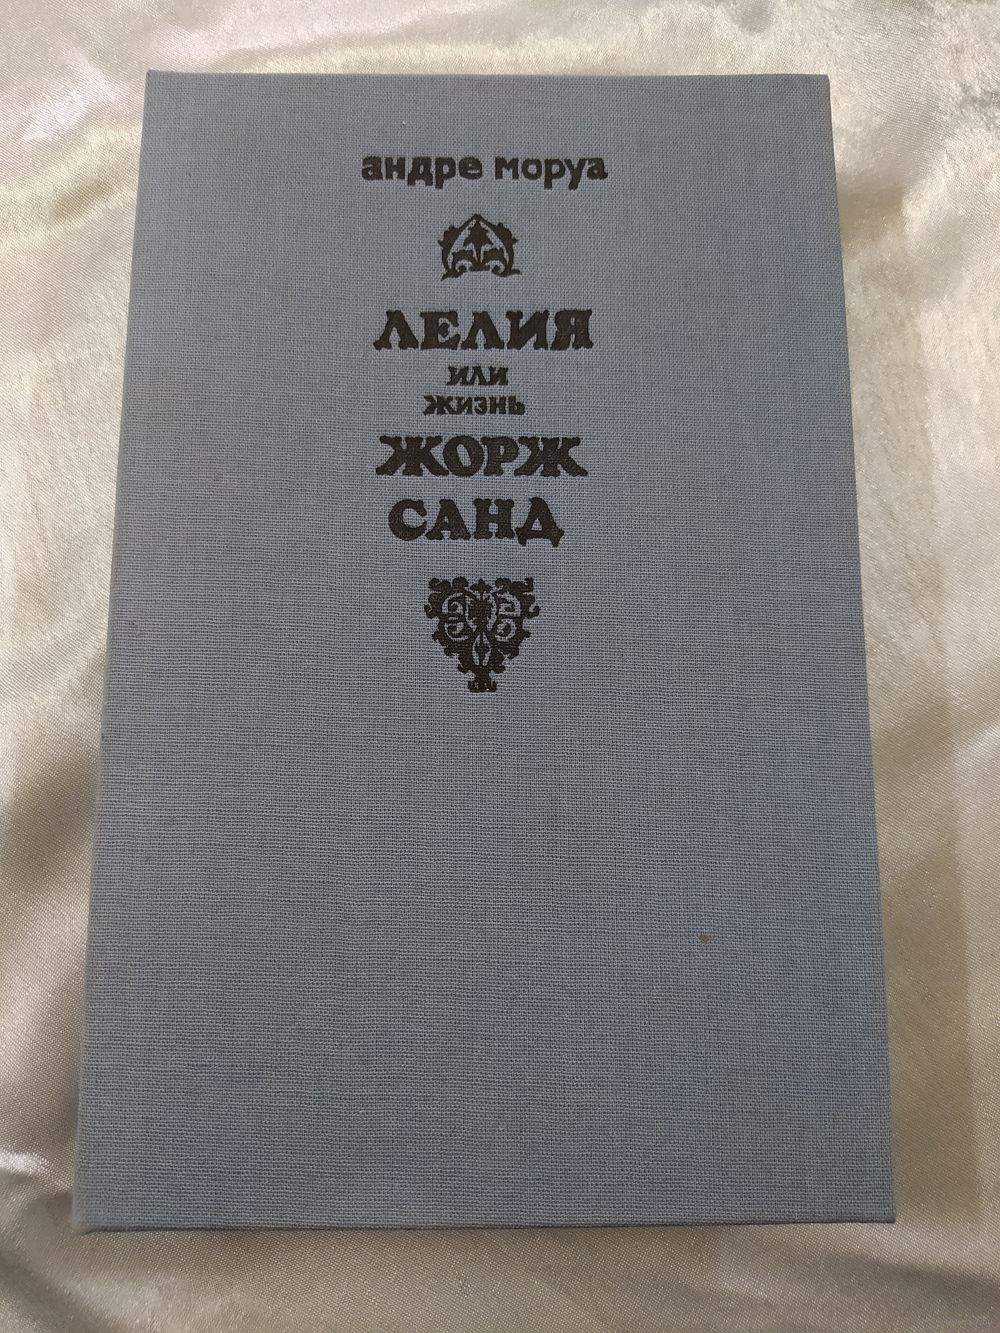 андре моруа
ЛЕЛИЯ
или
жизнь
ЖОРЖ
САНД